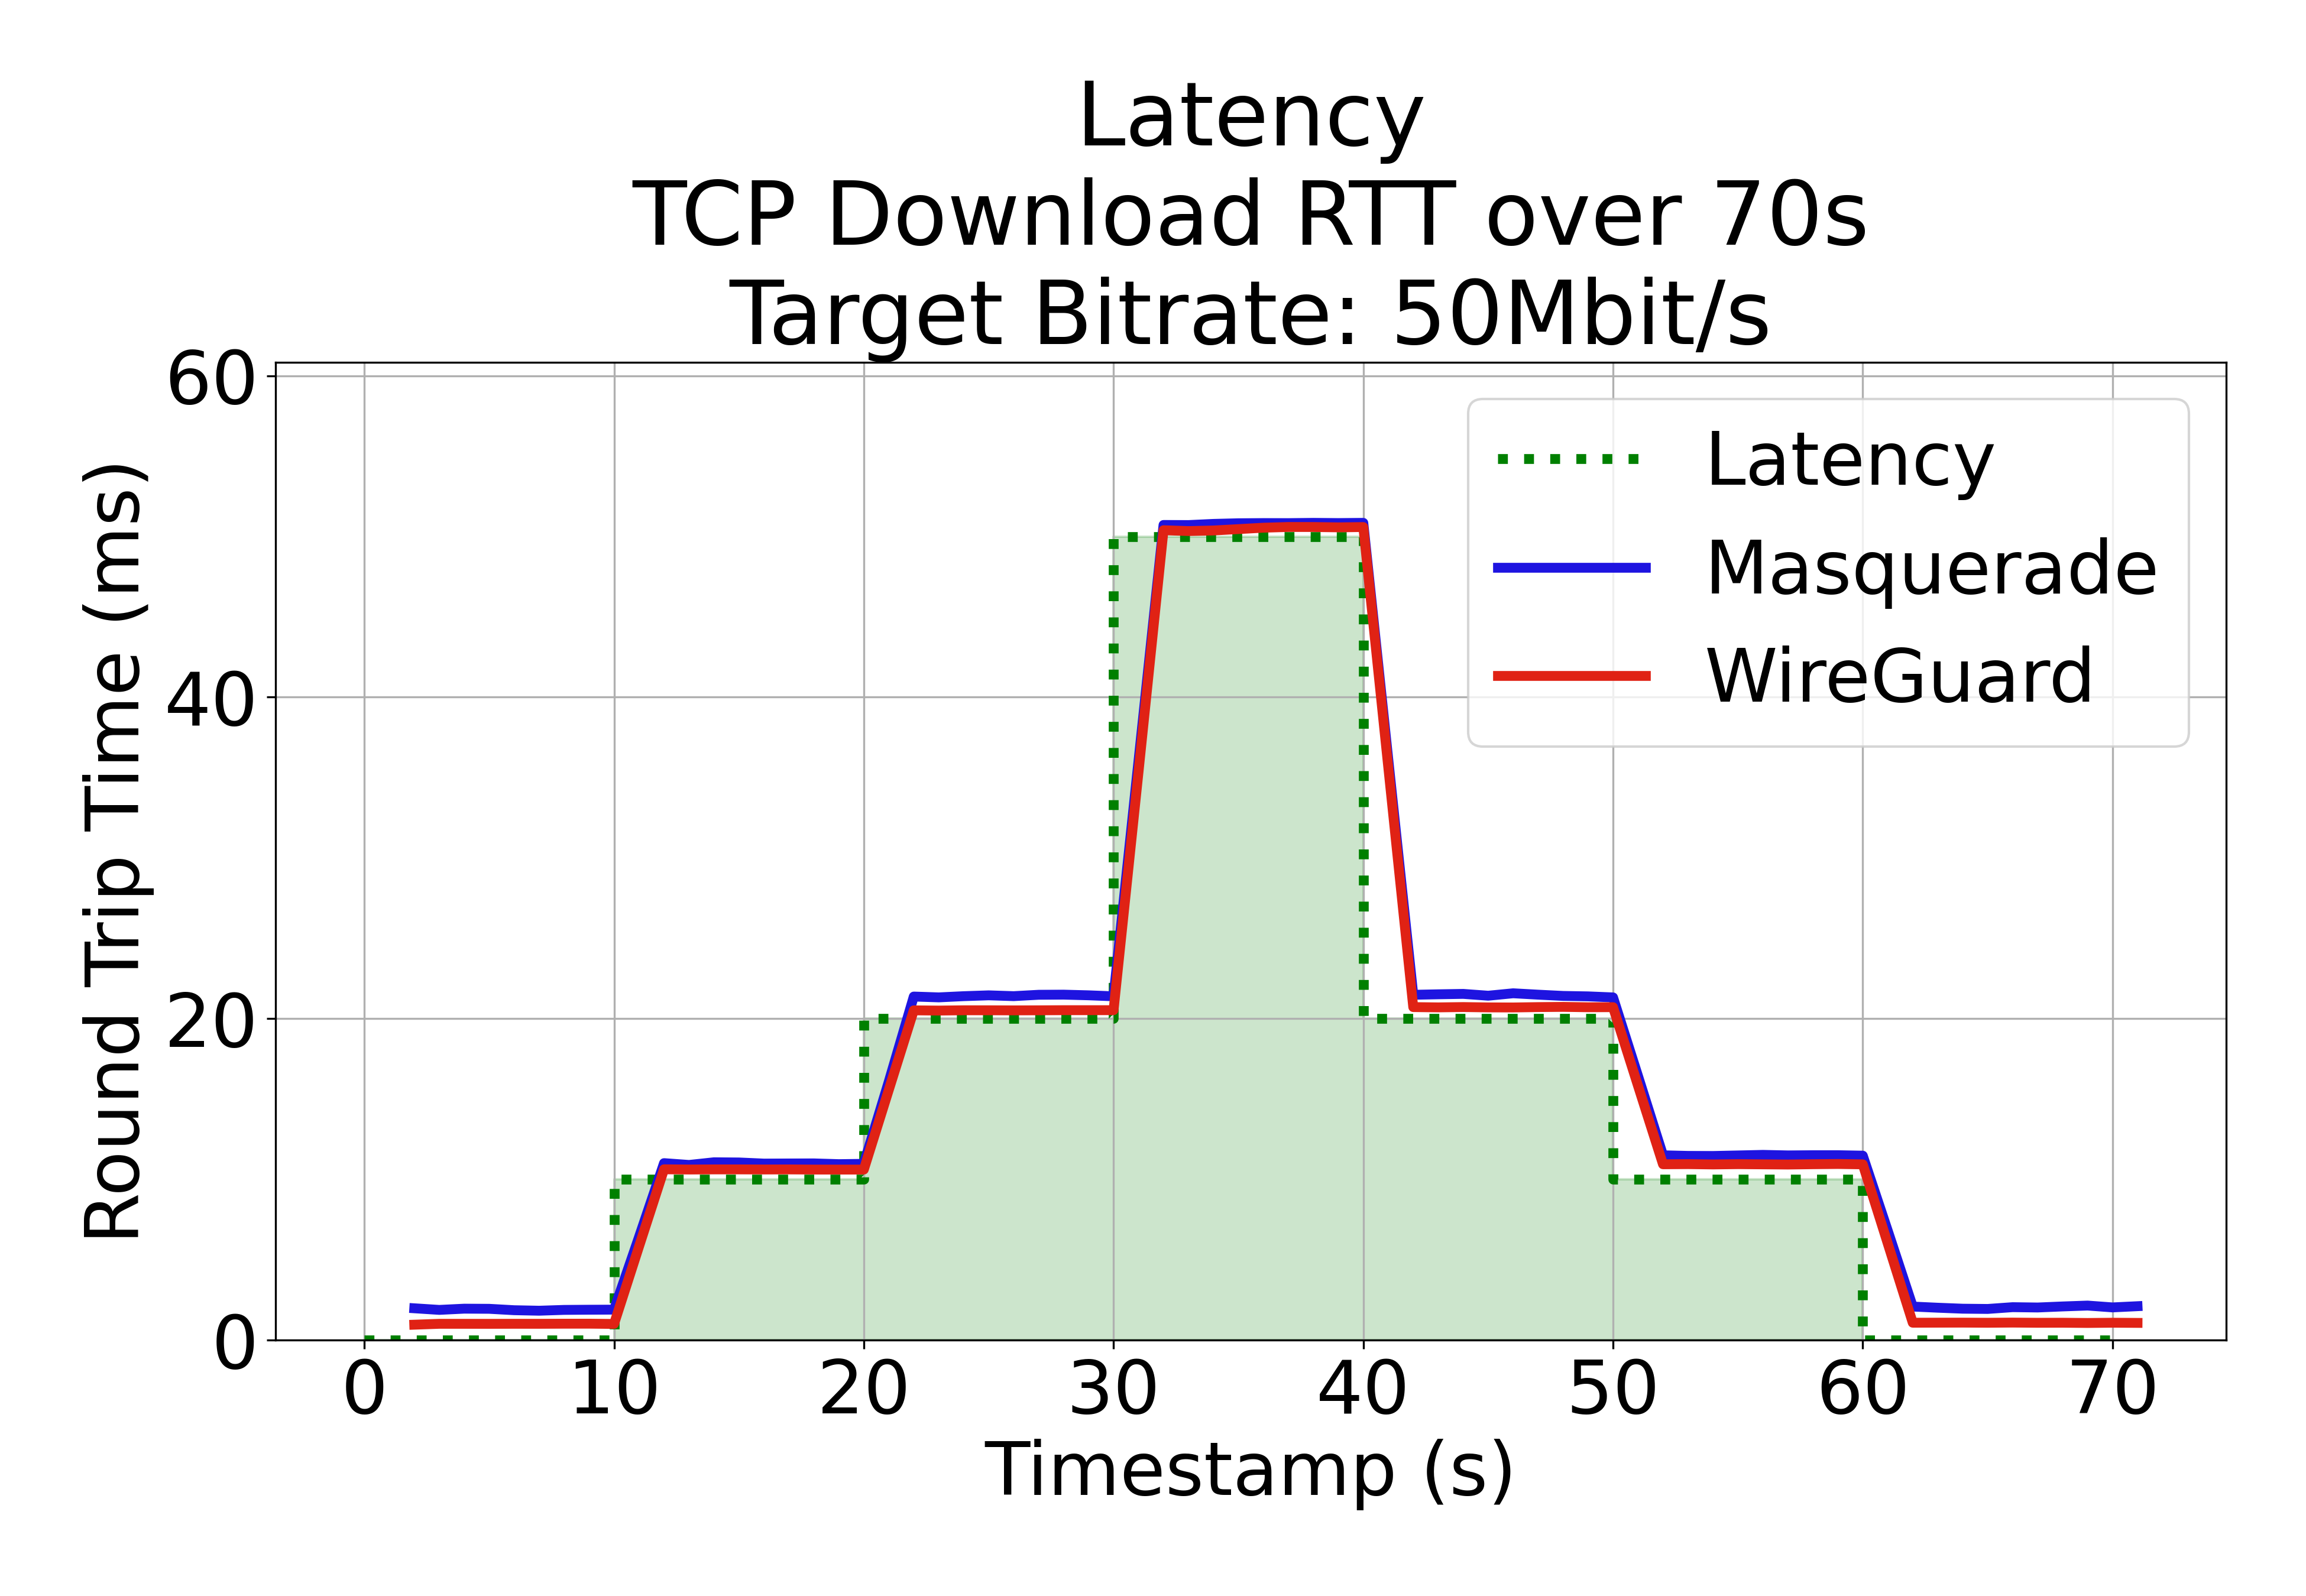 Latency
TCP Download RTT over 70s
Target Bitrate: 50Mbit/s
Round Trip Time (ms)
60
40
20
0
Latency
Masquerade
WireGuard
0 10 20 30 40 50 60 70
Timestamp (s)